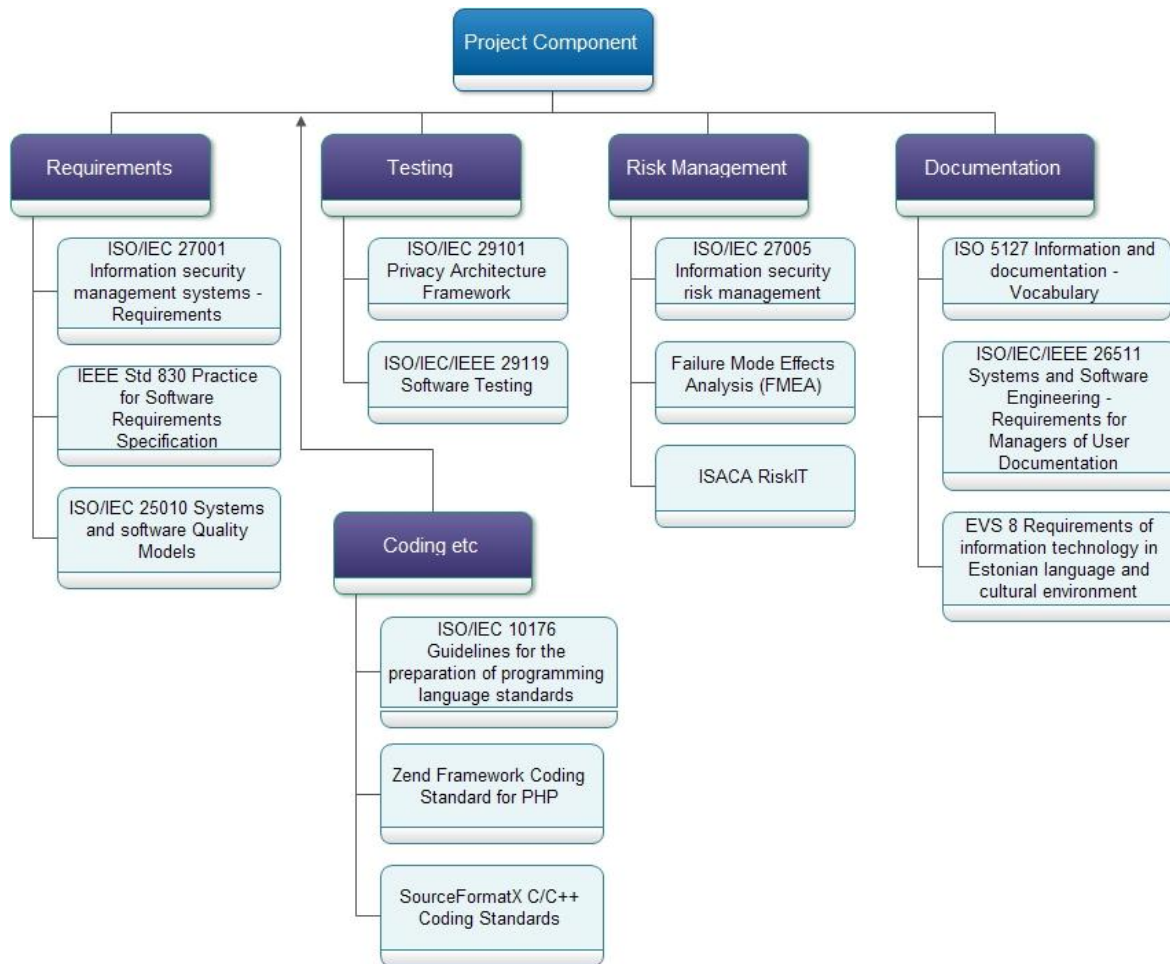 Project Component
Requirements
ISO/IEC 27001
Information security
management systems -
Requirements
IEEE Std 830 Practice
for Software
Requirements
Specification
ISO/IEC 25010 Systems
and software Quality
Models
Testing
ISO/IEC 29101
Privacy Architecture
Framework
ISO/IEC/IEEE 29119
Software Testing
Risk Management
ISO/IEC 27005
Information security
risk management
Failure Mode Effects
Analysis (FMEA)
ISACA RiskIT
Documentation
ISO 5127 Information and
documentation -
Vocabulary
ISO/IEC/IEEE 26511
Systems and Software
Engineering -
Requirements for
Managers of User
Documentation
EVS 8 Requirements of
information technology in
Estonian language and
cultural environment
Coding etc
ISO/IEC 10176
Guidelines for the
preparation of programming
language standards
Zend Framework Coding
Standard for PHP
SourceFormatX C/C++
Coding Standards